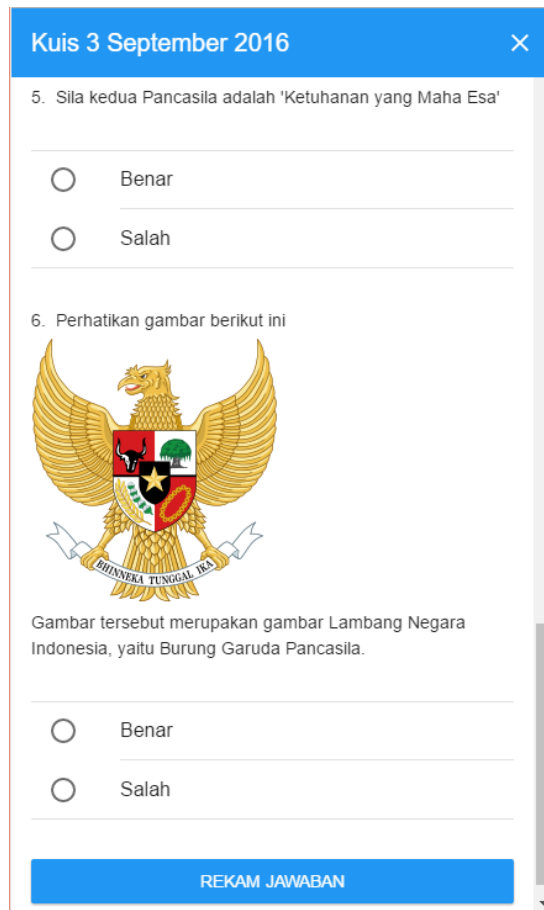 Kuis 3 September 2016
5. Sila kedua Pancasila adalah 'Ketuhanan yang Maha Esa'
Benar
Salah
6. Perhatikan gambar berikut ini
BHINNEKA TUNGGAL IKA
Gambar tersebut merupakan gambar Lambang Negara
Indonesia, yaitu Burung Garuda Pancasila.
Benar
Salah
REKAM JAWABAN